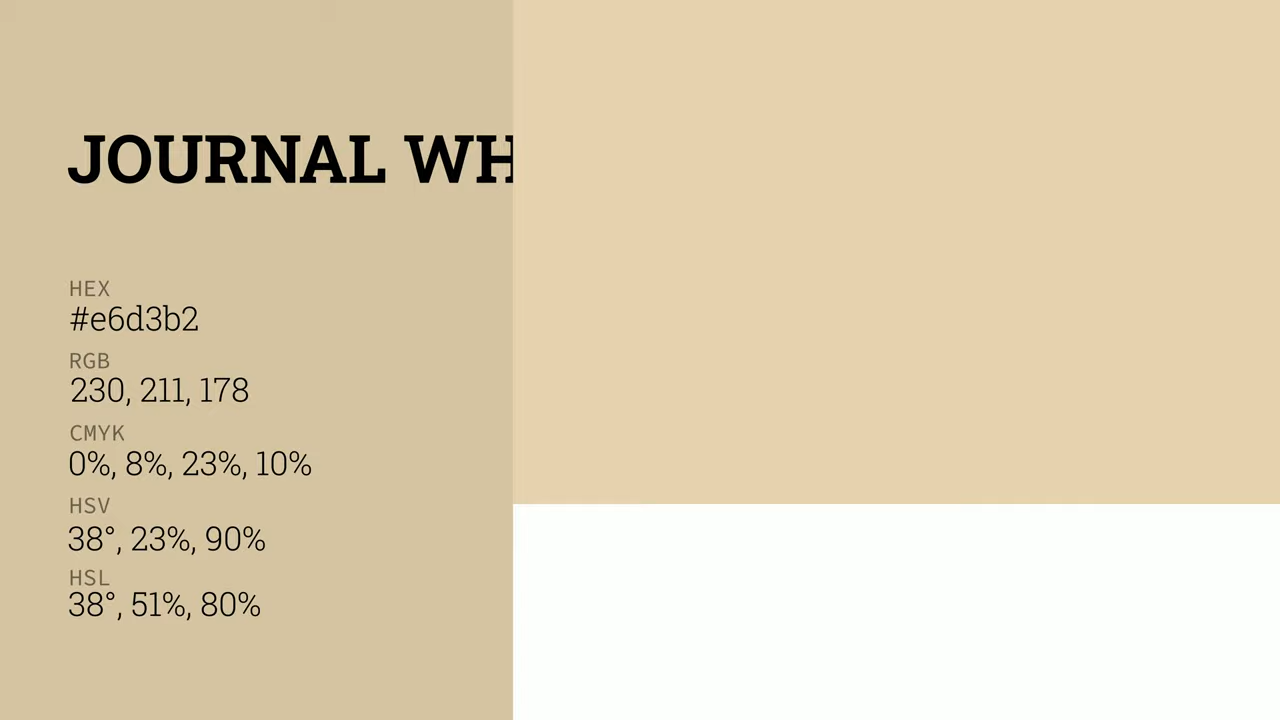 JOURNAL WH
HEX
#e6d3b2
RGB
230, 211, 178
CMYK
0%, 8%, 23%, 10%
HSV
38°, 23%, 90%
HSL
38°, 51%, 80%